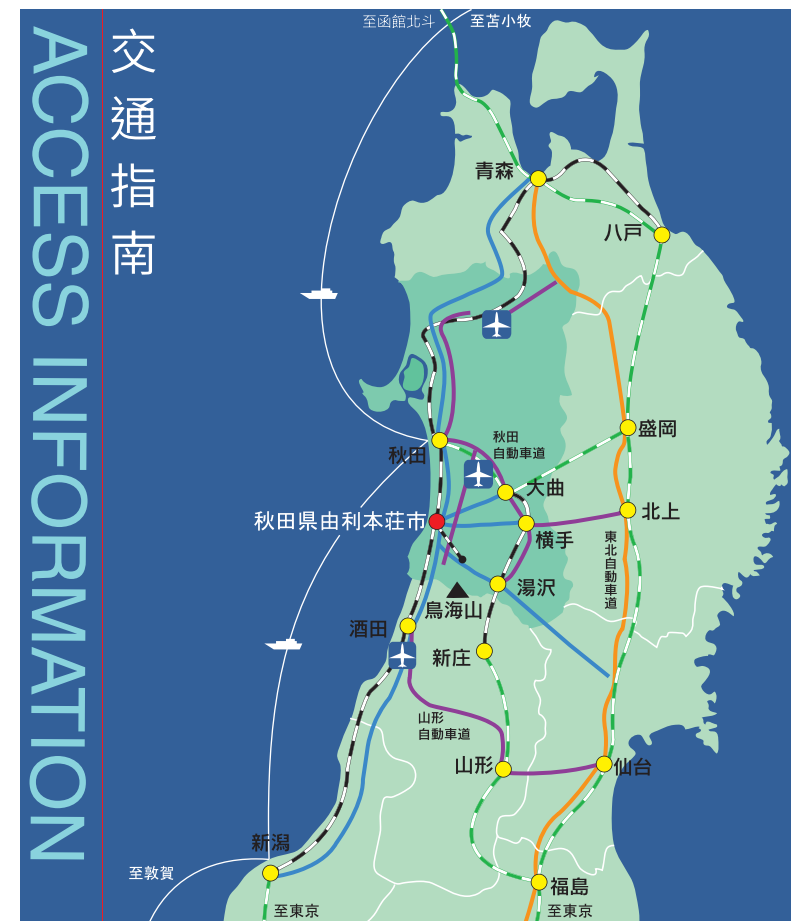 ACCESS INFORMATION
交通指南
至函館北斗
至苫小牧
青森
八戸
秋田
秋田
自動車道
盛岡
大曲
北上
秋田県由利本荘市
横手
東北自動車道
湯沢
鳥海山
酒田
新庄
山形
自動車道
山形
仙台
新潟
至敦賀
福島
至東京
至東京